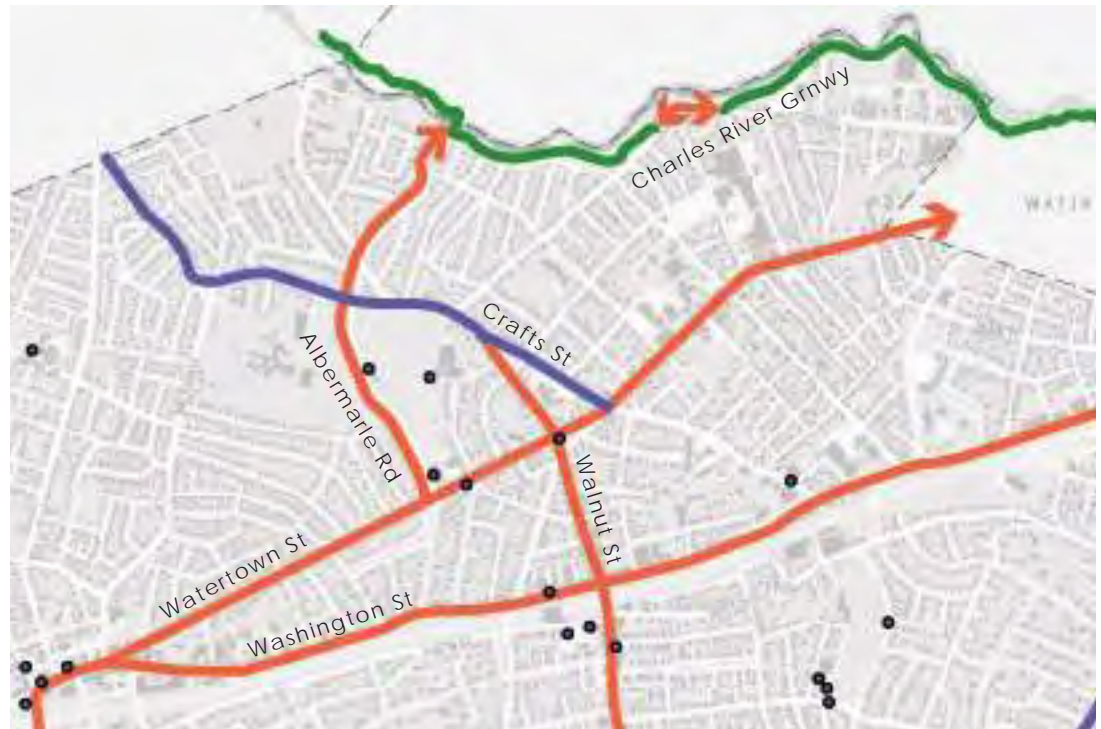 Charles River Grnwy
Crafts St
Albermarle Rd
Walnut St
Watertown St
Washington St